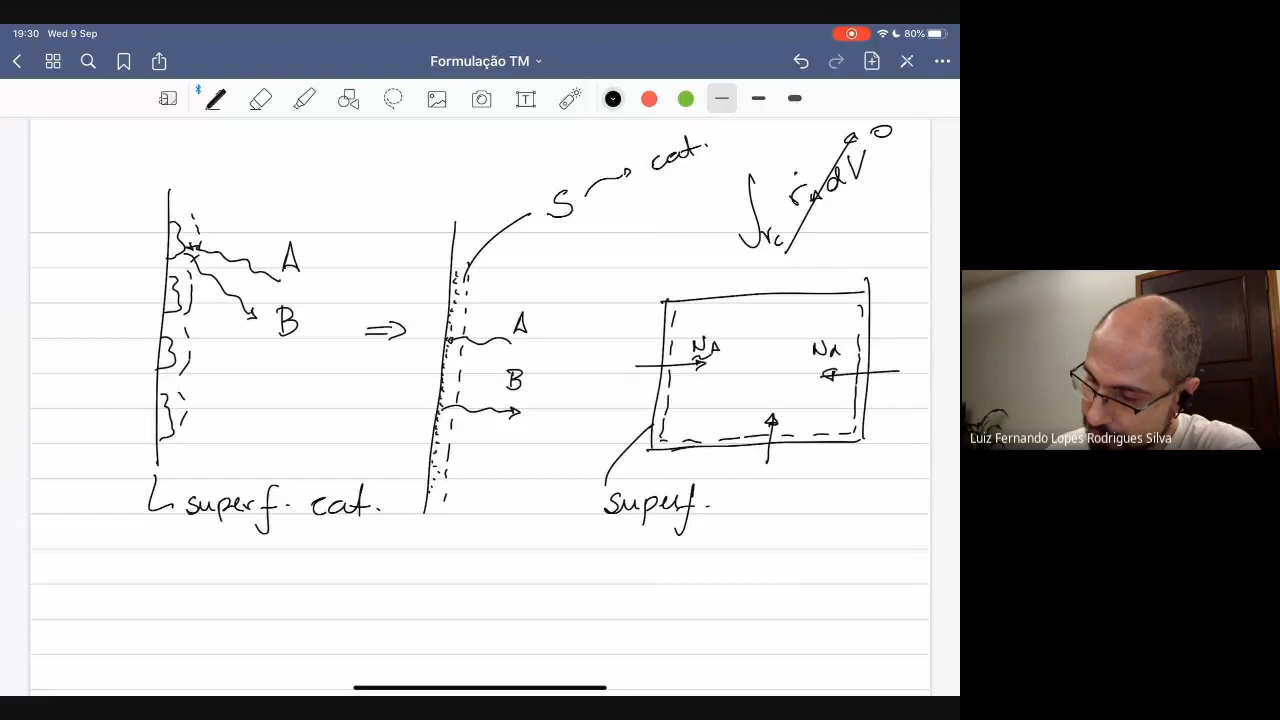 19:30 Wed 9 Sep
80%
Formulação TM
cat.
S
∫vc ṙA dV 0
A
B
⇒
A
B
NA
NA
superf. cat.
superf.
Luiz Fernando Lopes Rodrigues Silva